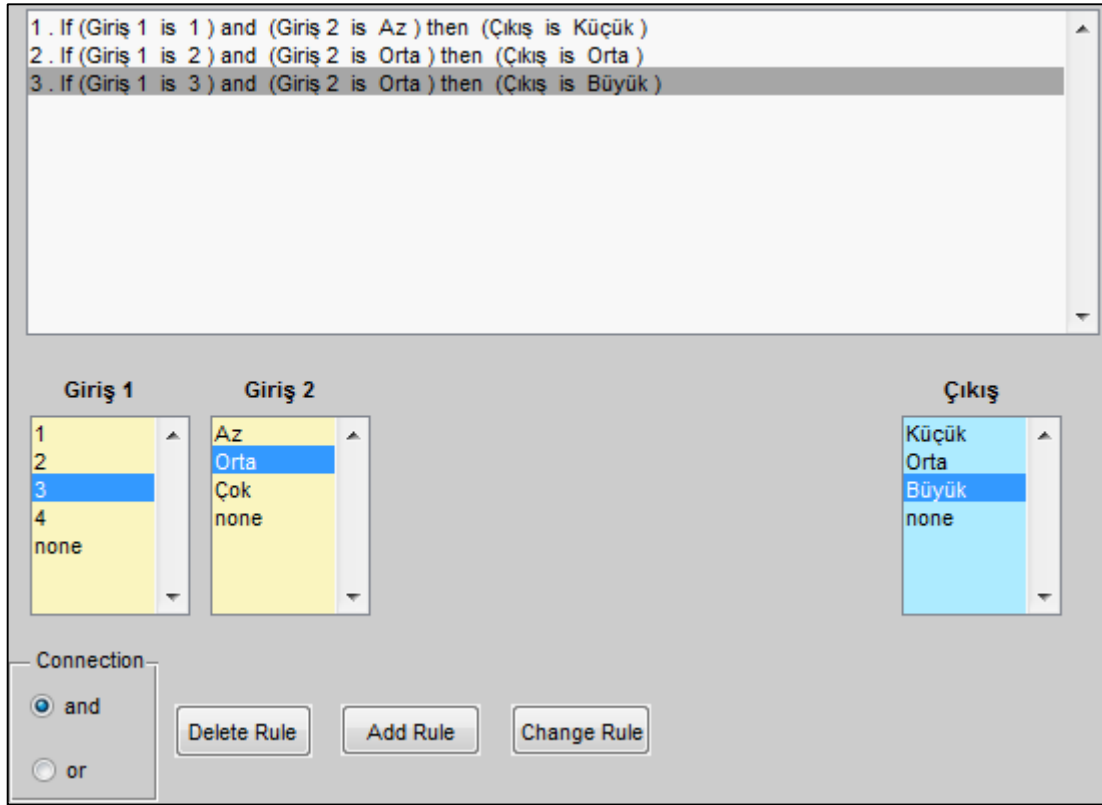 1 . If (Giriş 1 is 1 ) and (Giriş 2 is Az ) then (Çıkış is Küçük )
2 . If (Giriş 1 is 2 ) and (Giriş 2 is Orta ) then (Çıkış is Orta )
3 . If (Giriş 1 is 3 ) and (Giriş 2 is Orta ) then (Çıkış is Büyük )
Giriş 1
1
2
3
4
none
Giriş 2
Az
Orta
Çok
none
Çıkış
Küçük
Orta
Büyük
none
Connection
and
or
Delete Rule
Add Rule
Change Rule